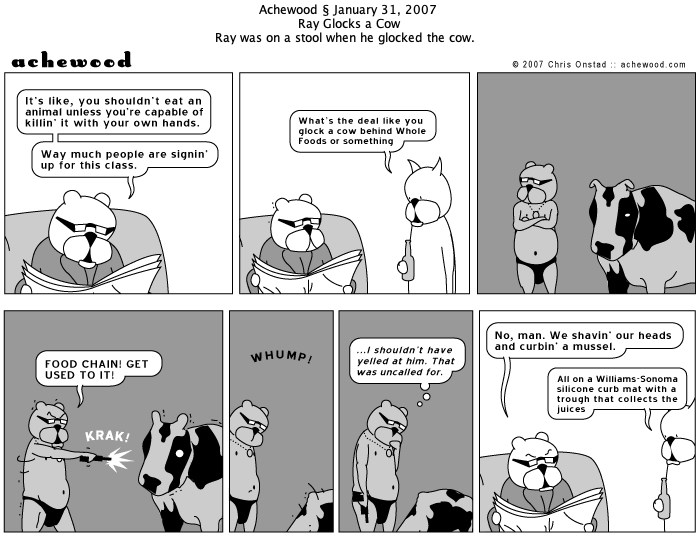 Achewood § January 31, 2007
Ray Glocks a Cow
Ray was on a stool when he glocked the cow.
achewood
© 2007 Chris Onstad :: achewood.com
It's like, you shouldn't eat an
animal unless you're capable of
killin' it with your own hands.
Way much people are signin'
up for this class.
What's the deal like you
glock a cow behind Whole
Foods or something
FOOD CHAIN! GET
USED TO IT!
KRAK!
WHUMP!
...I shouldn't have
yelled at him. That
was uncalled for.
No, man. We shavin' our heads
and curbin' a mussel.
All on a Williams-Sonoma
silicone curb mat with a
trough that collects the
juices